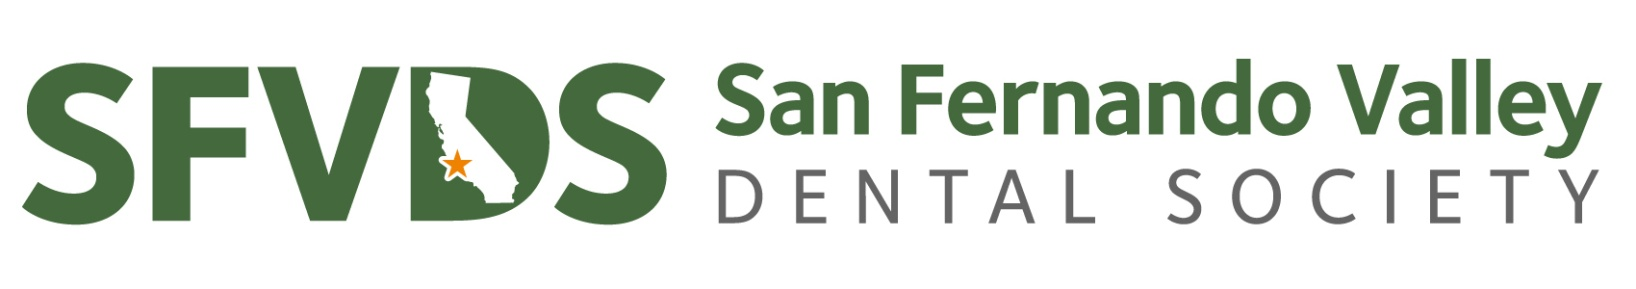 SFVDS
San Fernando Valley
DENTAL SOCIETY